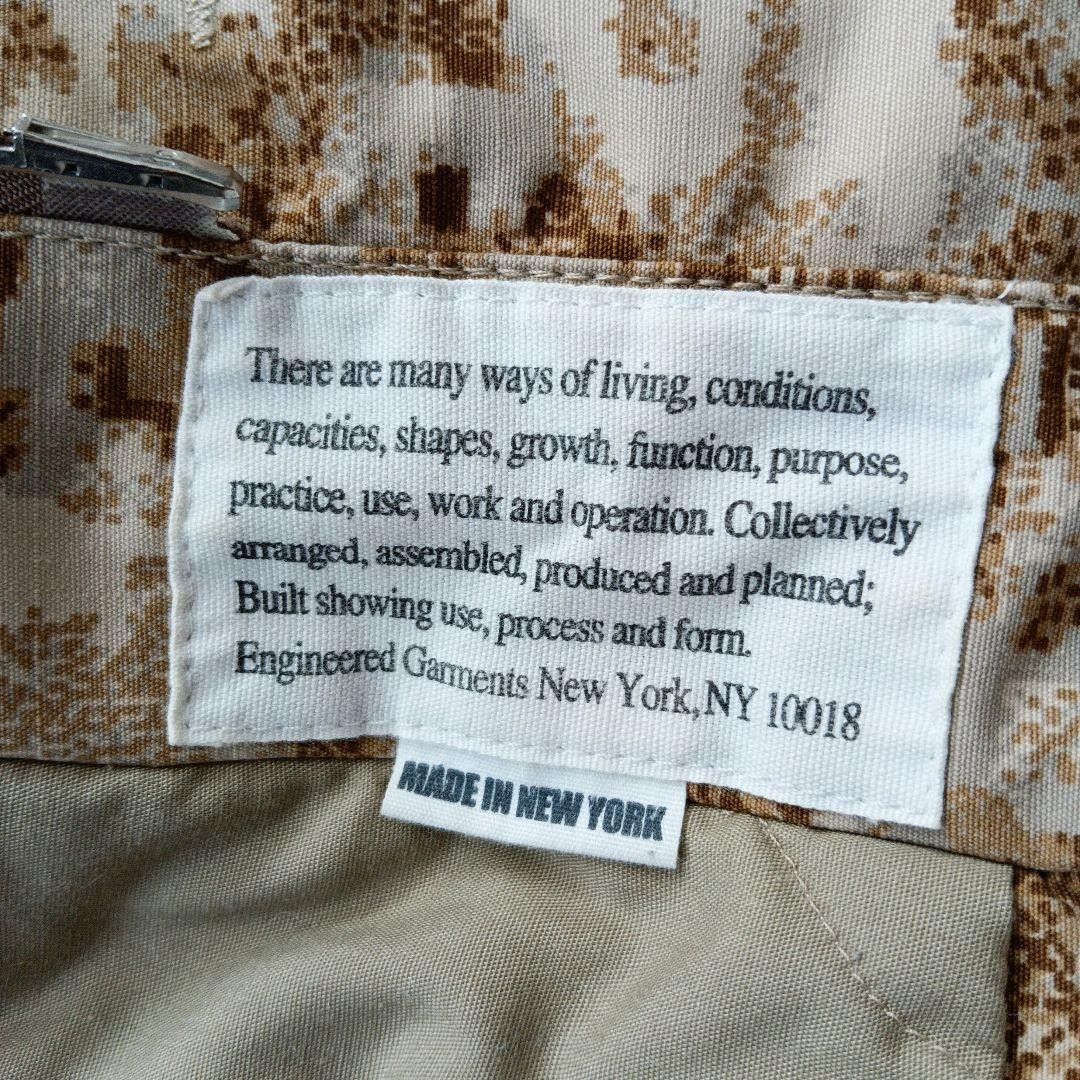 There are many ways of living, conditions,
capacities, shapes, growth, function, purpose,
practice, use, work and operation. Collectively
arranged, assembled, produced and planned;
Built showing use, process and form.
Engineered Garments New York, NY 10018
MADE IN NEW YORK